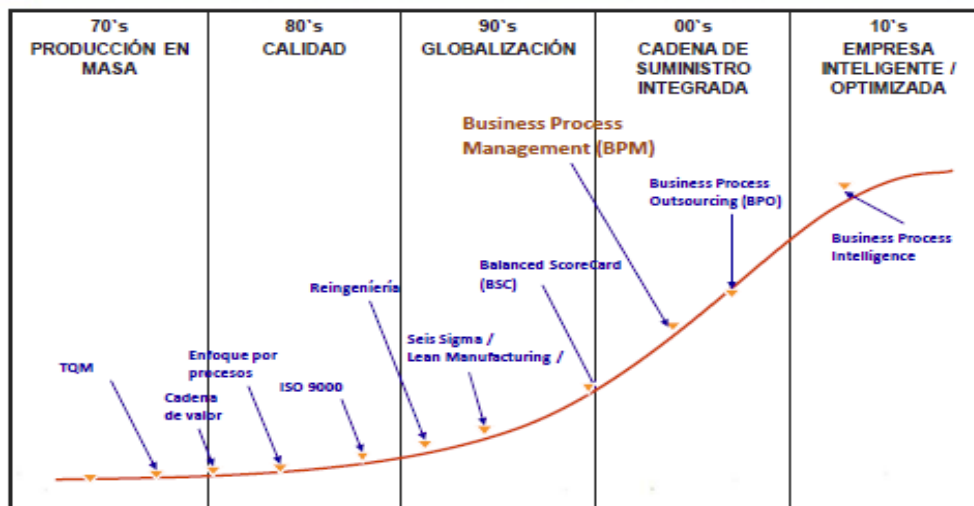 70`s
PRODUCCIÓN EN
MASA
80`s
CALIDAD
90`s
GLOBALIZACIÓN
00's
CADENA DE
SUMINISTRO
INTEGRADA
10`s
EMPRESA
INTELIGENTE /
OPTIMIZADA
Business Process
Management (BPM)
Business Process
Outsourcing (BPO)
Business Process
Intelligence
Balanced ScoreCard
(BSC)
Reingeniería
Seis Sigma /
Lean Manufacturing /
Enfoque por
procesos
ISO 9000
TQM
Cadena
de valor